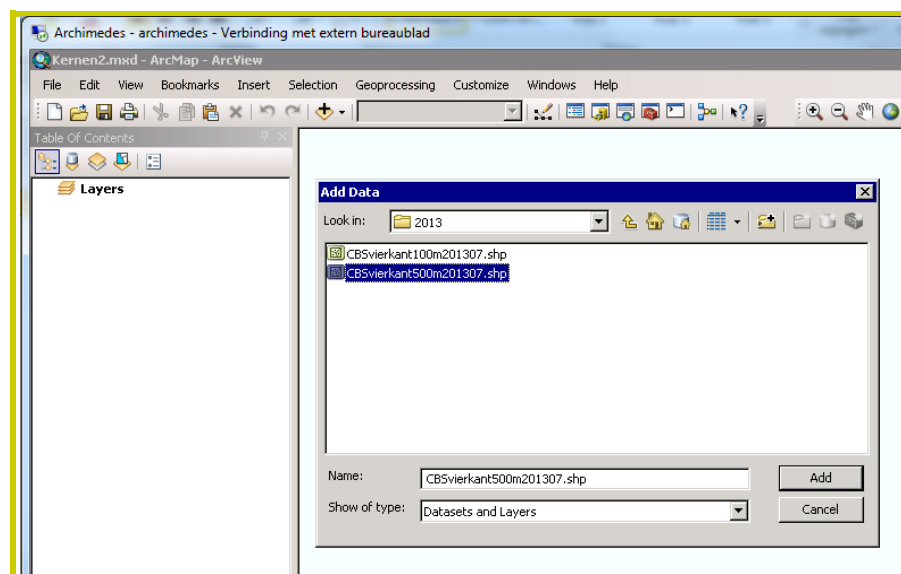 Archimedes - archimedes - Verbinding met extern bureaublad
Kernen2.mxd - ArcMap - ArcView
File Edit View Bookmarks Insert Selection Geoprocessing Customize Windows Help
Table Of Contents
Layers
Add Data
Look in: 2013
CBSvierkant100m201307.shp
CBSvierkant500m201307.shp
Name: CBSvierkant500m201307.shp
Add
Show of type: Datasets and Layers
Cancel